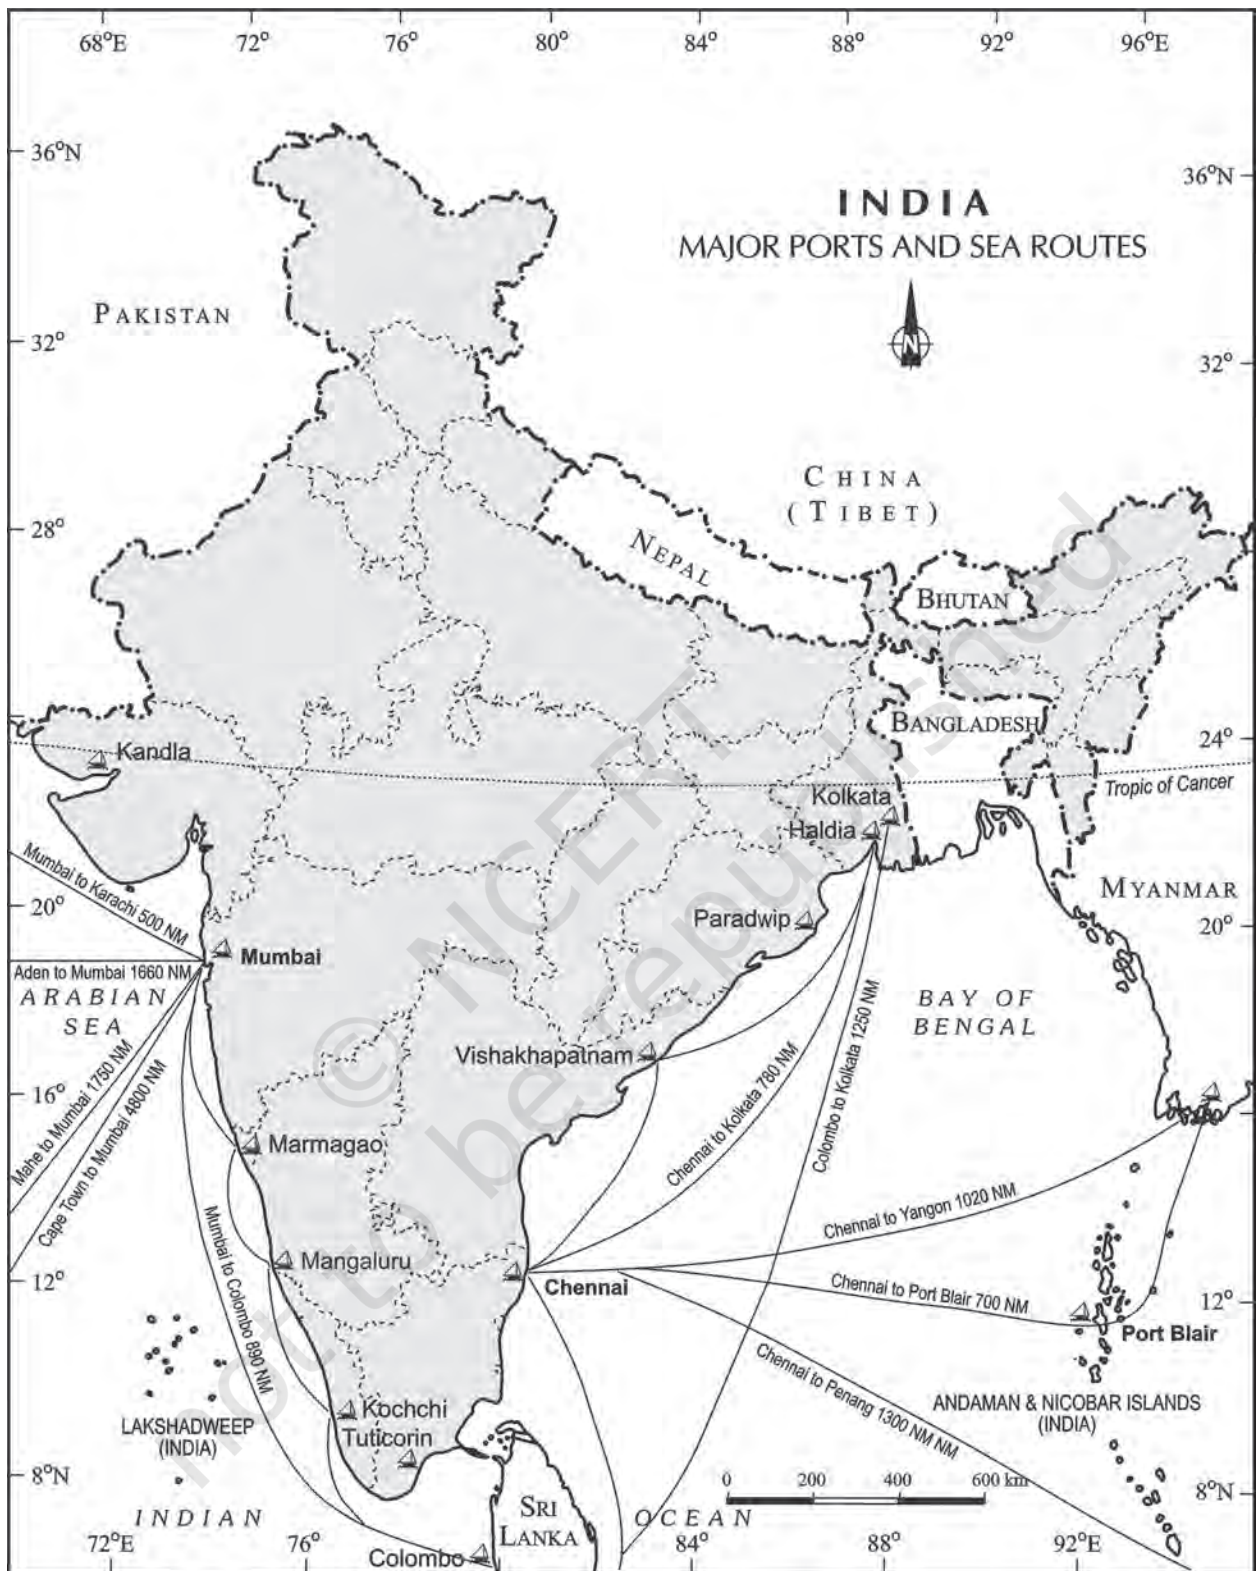 68°E 72° 76° 80° 84° 88° 92° 96°E
36°N
36°N
INDIA
MAJOR PORTS AND SEA ROUTES
N
PAKISTAN
32°
32°
CHINA
(TIBET)
28°
28°
NEPAL
BHUTAN
BANGLADESH
24°
Kandla
Tropic of Cancer
Kolkata
Haldia
MYANMAR
Mumbai to Karachi 500 NM
20°
20°
Paradwip
Mumbai
Aden to Mumbai 1660 NM
ARABIAN
SEA
BAY OF
BENGAL
Vishakhapatnam
Mahe to Mumbai 1750 NM
Cape Town to Mumbai 4800 NM
Chennai to Kolkata 780 NM
Colombo to Kolkata 1250 NM
16°
16°
Marmagao
Chennai to Yangon 1020 NM
Mumbai to Colombo 890 NM
Mangaluru
12°
Chennai
Chennai to Port Blair 700 NM
12°
Port Blair
Chennai to Penang 1300 NM NM
Kochchi
Tuticorin
LAKSHADWEEP
(INDIA)
ANDAMAN & NICOBAR ISLANDS
(INDIA)
8°N
0 200 400 600 km
8°N
INDIAN
OCEAN
SRI
LANKA
Colombo
72°E 76° 84° 88° 92°E
© NCERT
not to be republished